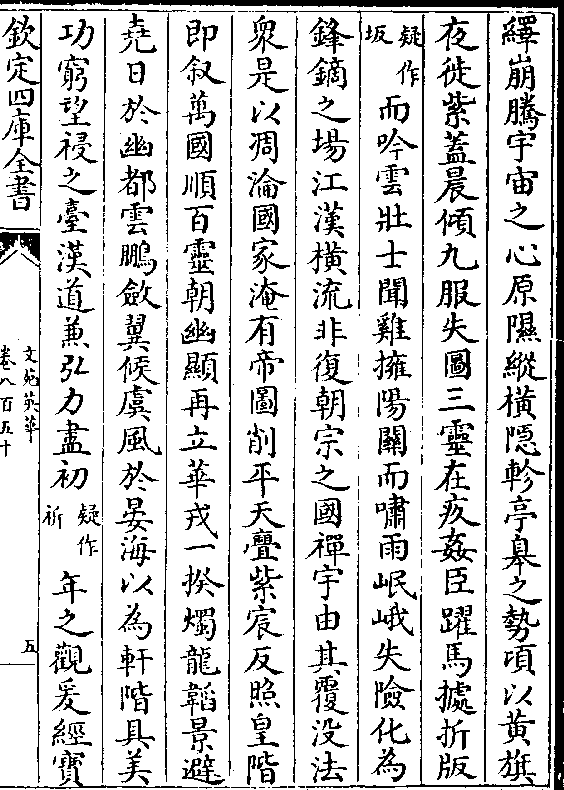 繹崩騰宇宙之心原隰縱橫隠軫亭臯之勢項以黄旗
夜徙紫葢晨傾九服失圖三靈在疚姦臣躍馬據折版
疑作
坂
而吟雲壯士聞雞擁陽關而嘯雨岷峨失險化為
鋒鏑之場江漢橫流非復朝宗之國禪宇由其覆没法
衆是以凋淪國家淹有帝圖削平天疊紫宸反照皇階
即叙萬國順百靈朝幽顯再立華戎一揆燭龍韜景避
堯日於幽都雲鵬斂翼候虞風於晏海以為軒階具美
功窮望祲之臺漢道兼弘力盡初
疑作
祈
年之觀爰經寳
欽定四庫全書
文苑英華
卷八百五十
五